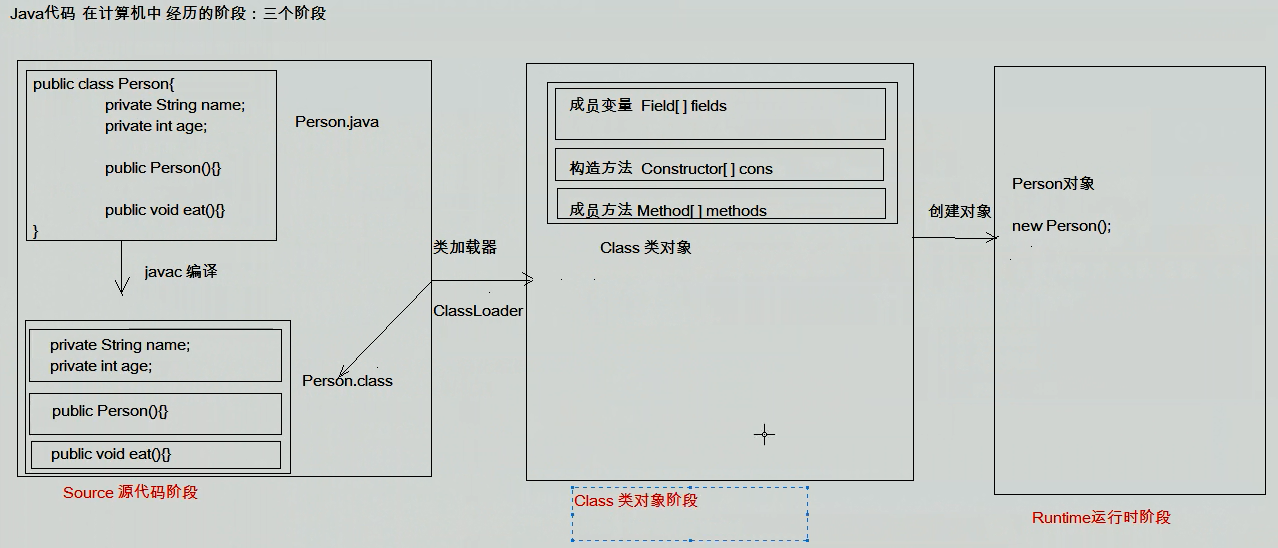 Java代码 在计算机中 经历的阶段：三个阶段
public class Person{
private String name;
private int age;
public Person(){}
public void eat(){}
}
Person.java
javac 编译
private String name;
private int age;
public Person(){}
public void eat(){}
Person.class
Source 源代码阶段
类加载器
ClassLoader
成员变量 Field[ ] fields
构造方法 Constructor[ ] cons
成员方法 Method[ ] methods
Class 类对象
Class 类对象阶段
创建对象
Person对象
new Person();
Runtime运行时阶段